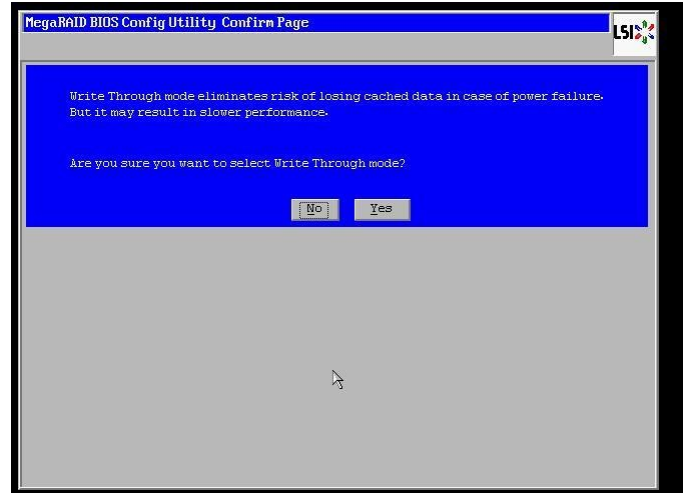 MegaRAID BIOS Config Utility Confirm Page
LSI
Write Through mode eliminates risk of losing cached data in case of power failure.
But it may result in slower performance.
Are you sure you want to select Write Through mode?
No Yes